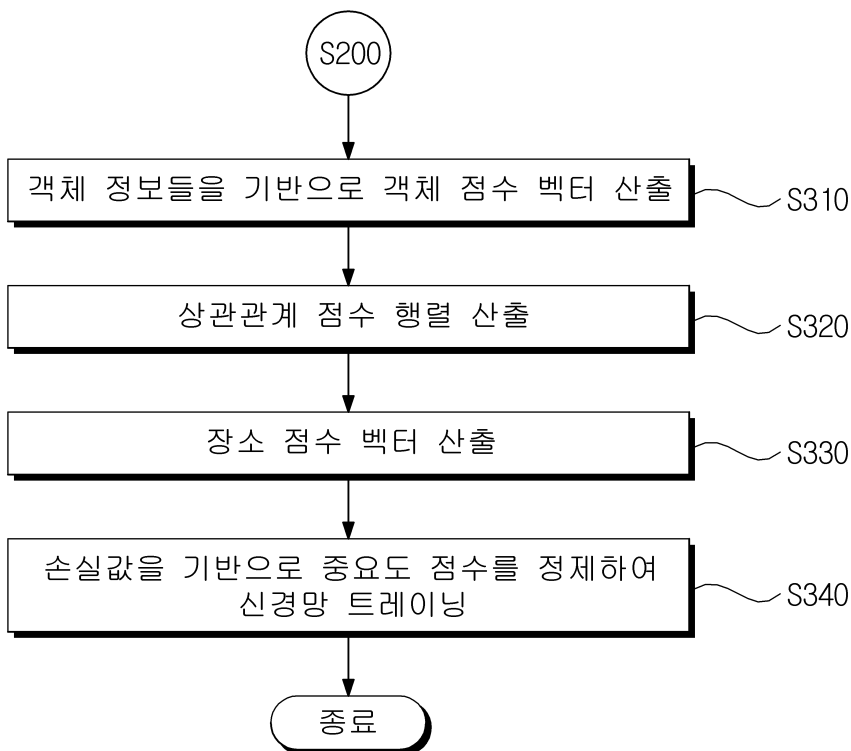 S200
객체 정보들을 기반으로 객체 점수 벡터 산출
S310
상관관계 점수 행렬 산출
S320
장소 점수 벡터 산출
S330
손실값을 기반으로 중요도 점수를 정제하여
신경망 트레이닝
S340
종료